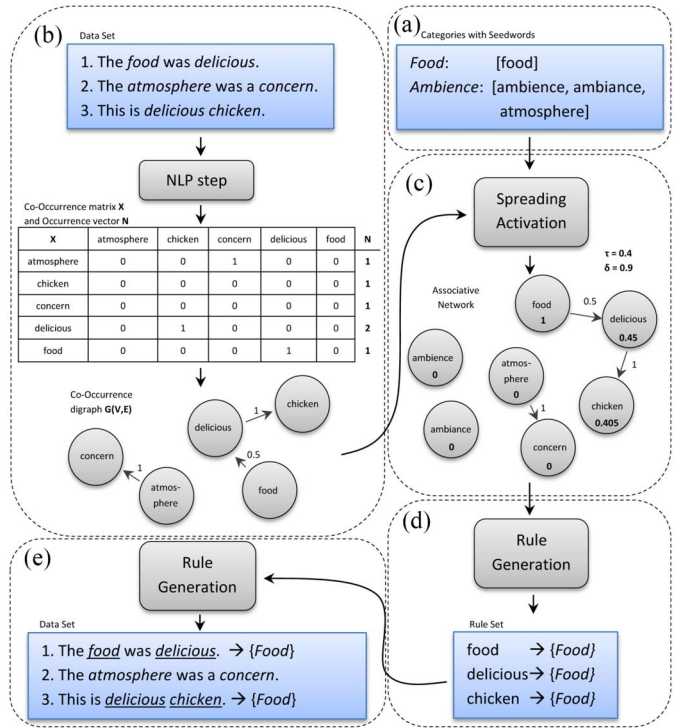 (b)
Data Set
1. The food was delicious.
2. The atmosphere was a concern.
3. This is delicious chicken.
NLP step
Co-Occurrence matrix X
and Occurrence vector N
X atmosphere chicken concern delicious food N
atmosphere 0 0 1 0 0 1
chicken 0 0 0 0 0 1
concern 0 0 0 0 0 1
delicious 0 1 0 0 0 2
food 0 0 0 1 0 1
Co-Occurrence
digraph G(V,E)
chicken
1
delicious
0.5
food
concern
1
atmos-
phere
(a)
Categories with Seedwords
Food: [food]
Ambience: [ambience, ambiance,
atmosphere]
(c)
Spreading
Activation
τ = 0.4
δ = 0.9
Associative
Network
food
1
0.5
delicious
0.45
1
chicken
0.405
ambience
0
atmos-
phere
0
1
ambiance
0
concern
0
(d)
Rule
Generation
Rule Set
food → {Food}
delicious→ {Food}
chicken → {Food}
(e)
Rule
Generation
Data Set
1. The food was delicious. → {Food}
2. The atmosphere was a concern.
3. This is delicious chicken. → {Food}